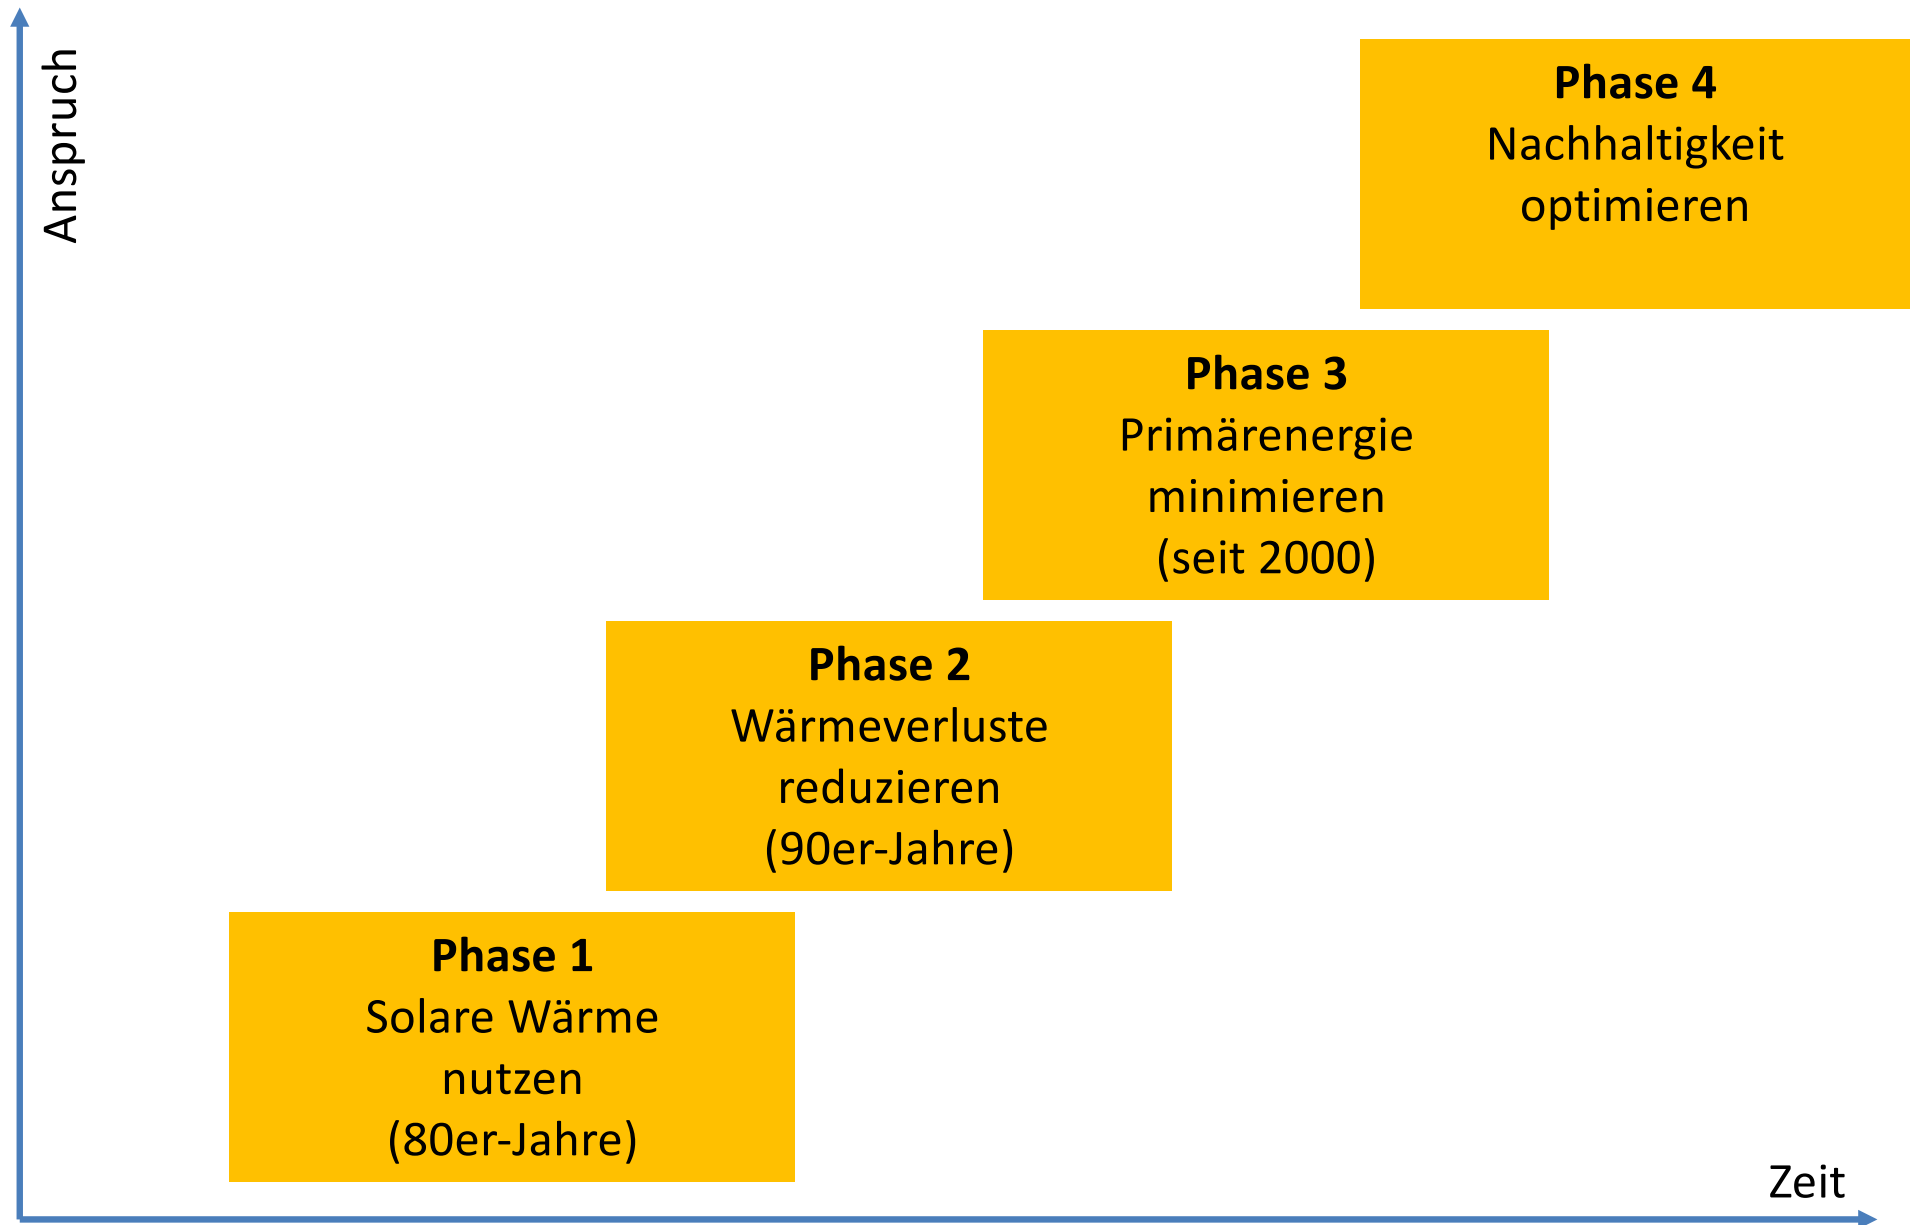 Anspruch
Phase 4
Nachhaltigkeit
optimieren
Phase 3
Primärenergie
minimieren
(seit 2000)
Phase 2
Wärmeverluste
reduzieren
(90er-Jahre)
Phase 1
Solare Wärme
nutzen
(80er-Jahre)
Zeit